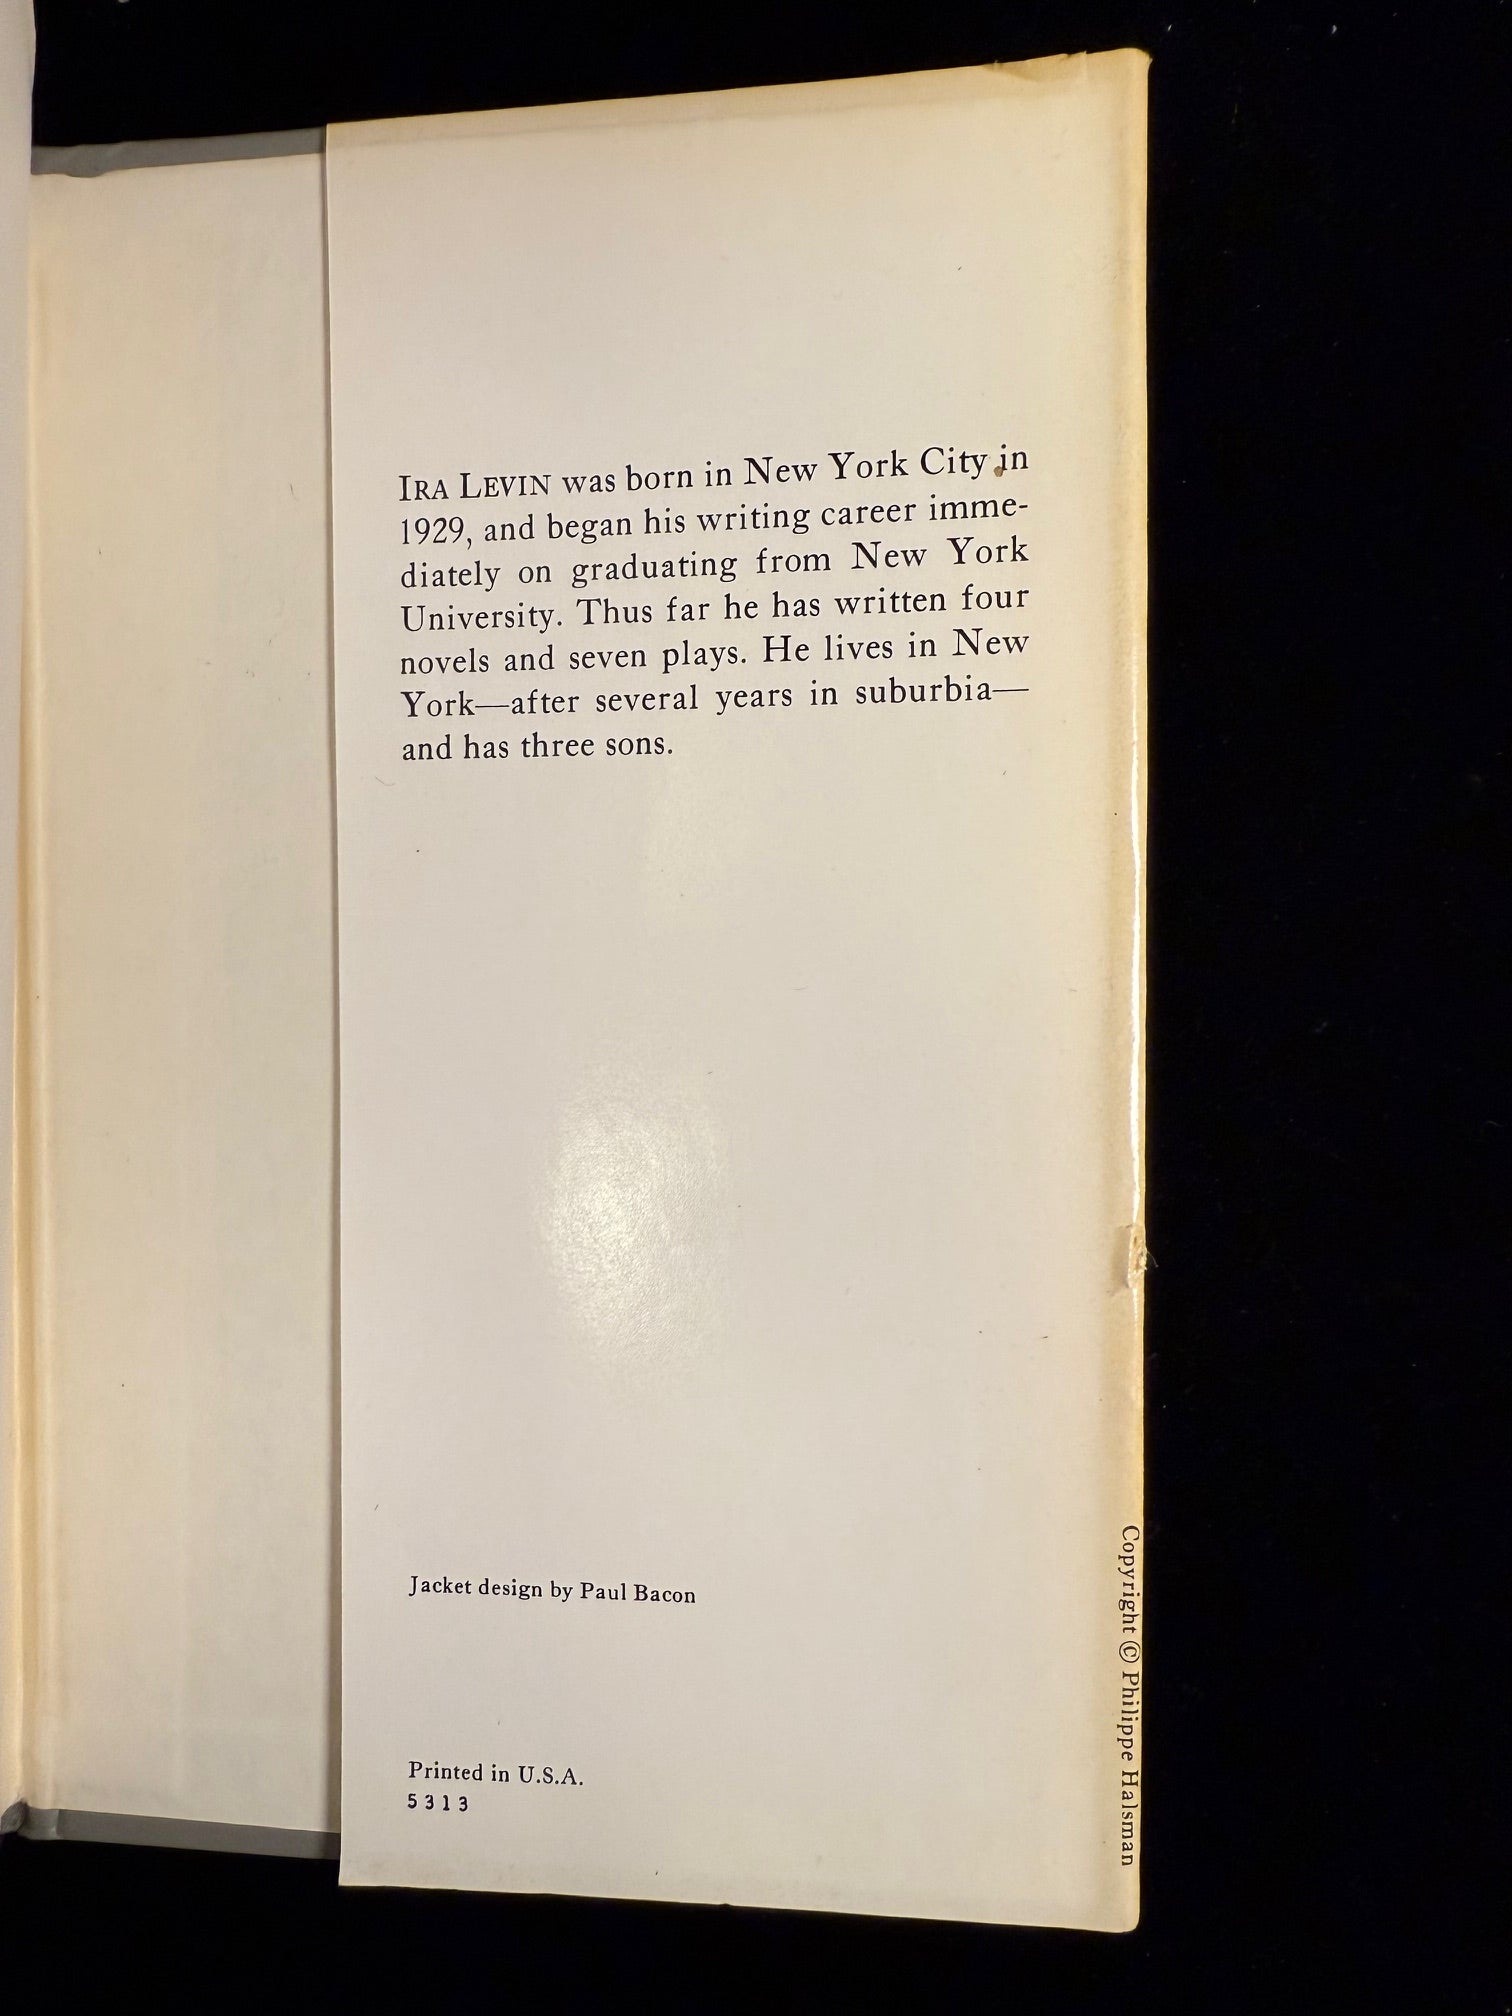 IRA LEVIN was born in New York City in
1929, and began his writing career imme-
diately on graduating from New York
University. Thus far he has written four
novels and seven plays. He lives in New
York—after several years in suburbia—
and has three sons.
Jacket design by Paul Bacon
Printed in U.S.A.
5313
Copyright © Philippe Halsman